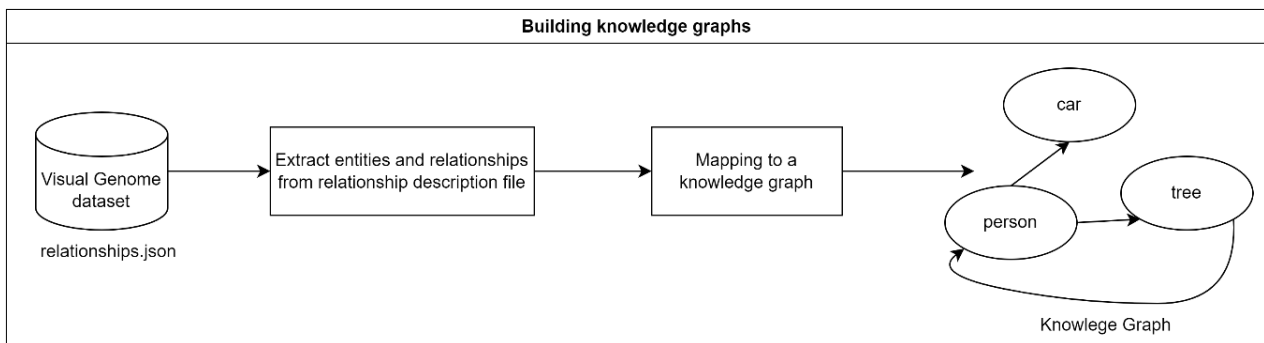 Building knowledge graphs
Visual Genome
dataset
relationships.json
Extract entities and relationships
from relationship description file
Mapping to a
knowledge graph
car
person
tree
Knowlege Graph